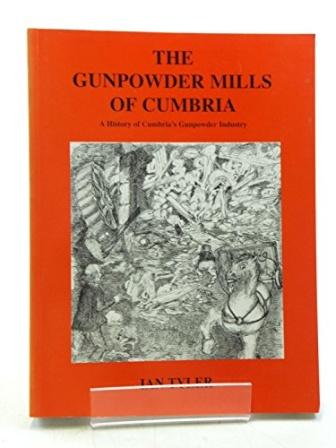 THE
GUNPOWDER MILLS
OF CUMBRIA
A History of Cumbria's Gunpowder Industry
IAN TYLER